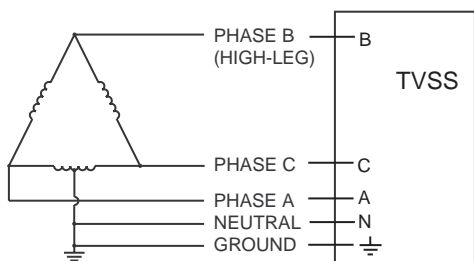 PHASE B B
(HIGH-LEG)
TVSS
PHASE C C
PHASE A A
NEUTRAL N
GROUND